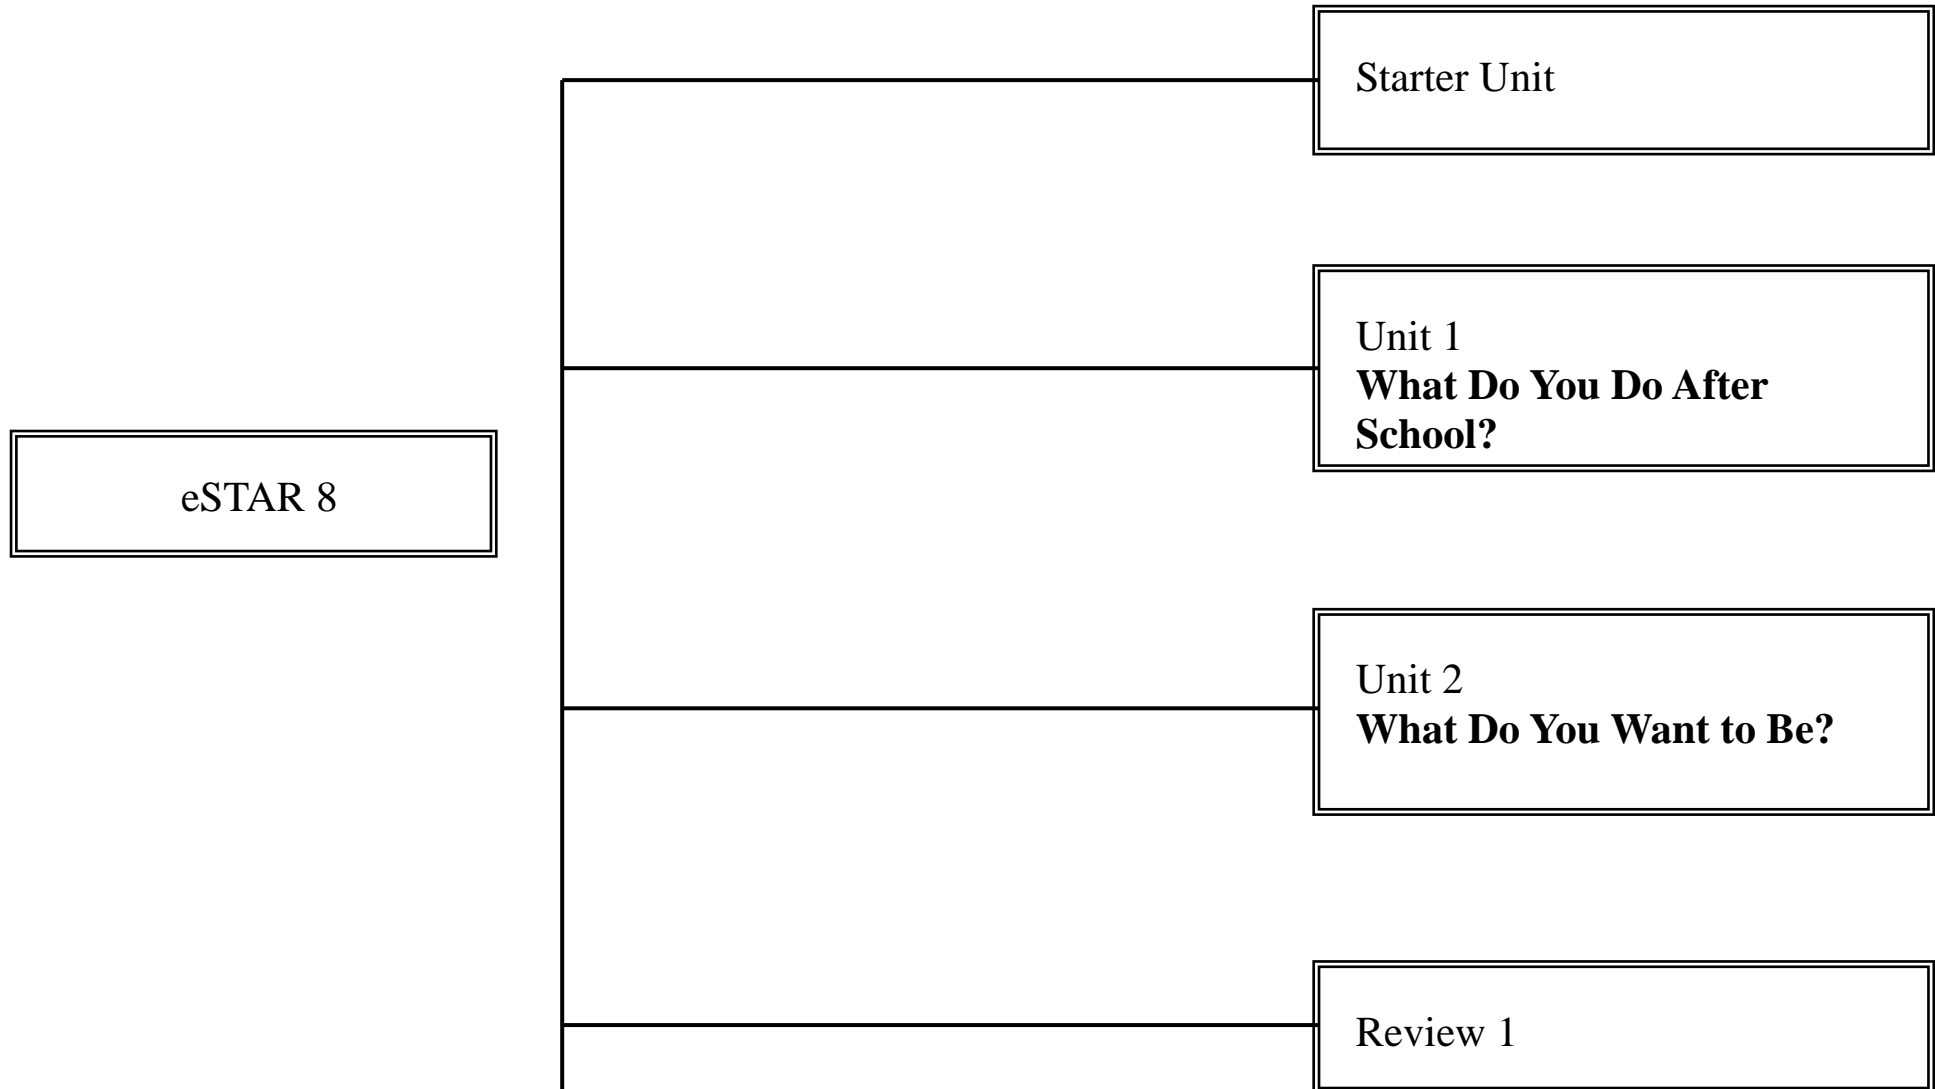 Starter Unit
Unit 1
What Do You Do After
School?
eSTAR 8
Unit 2
What Do You Want to Be?
Review 1